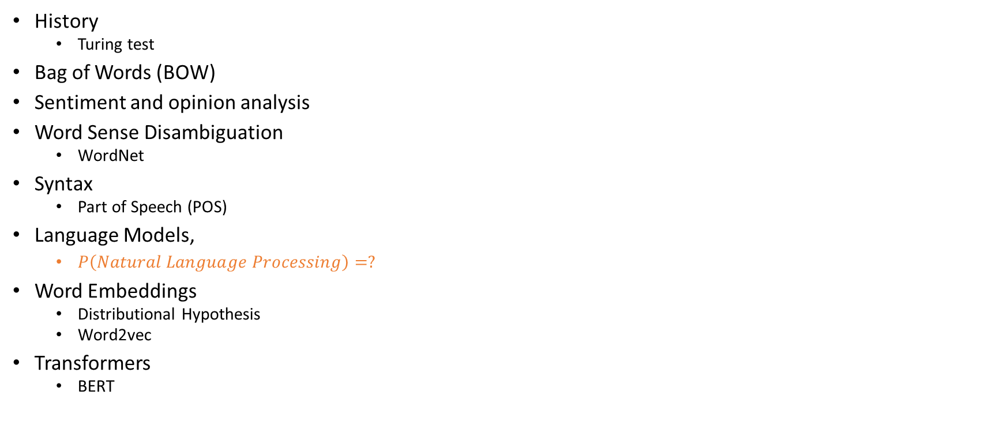 • History
• Turing test
• Bag of Words (BOW)
• Sentiment and opinion analysis
• Word Sense Disambiguation
• WordNet
• Syntax
• Part of Speech (POS)
• Language Models,
• P(Natural Language Processing) =?
• Word Embeddings
• Distributional Hypothesis
• Word2vec
• Transformers
• BERT